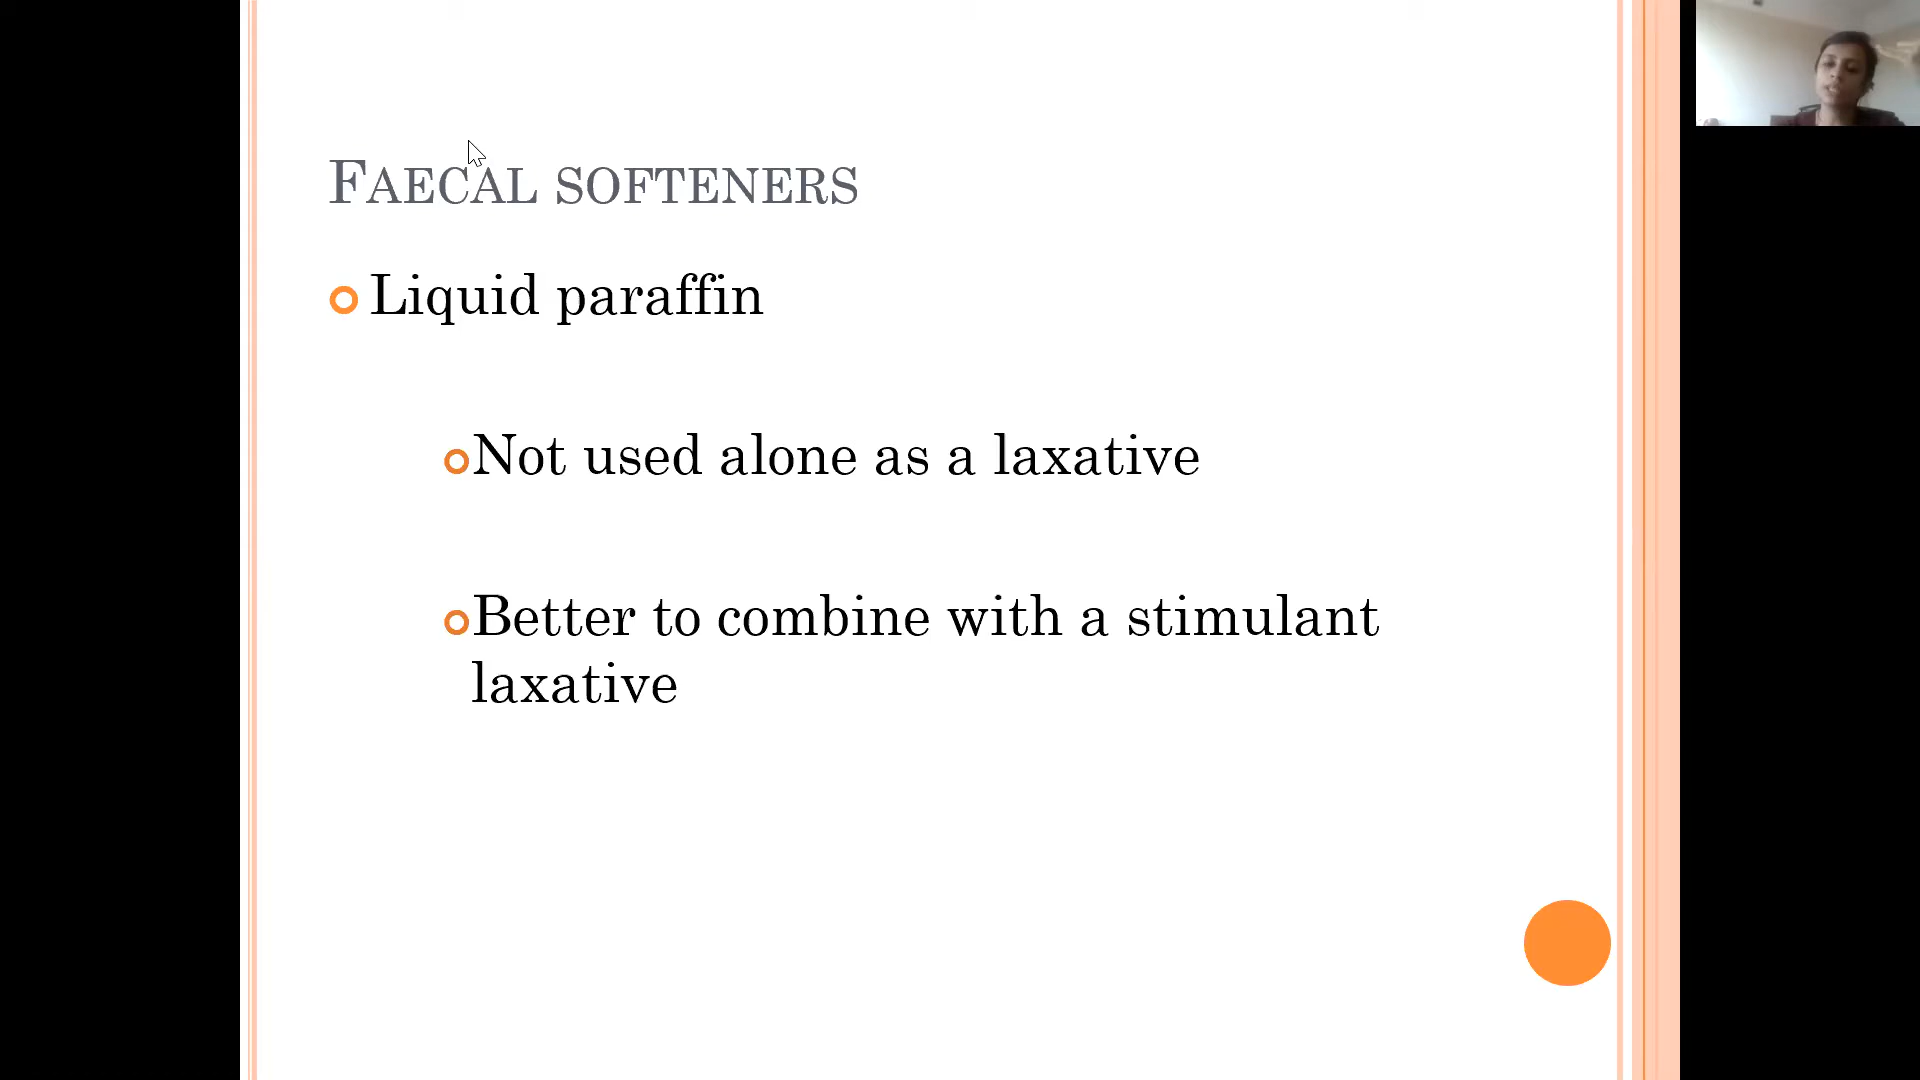 FAECAL SOFTENERS
Liquid paraffin
Not used alone as a laxative
Better to combine with a stimulant
laxative